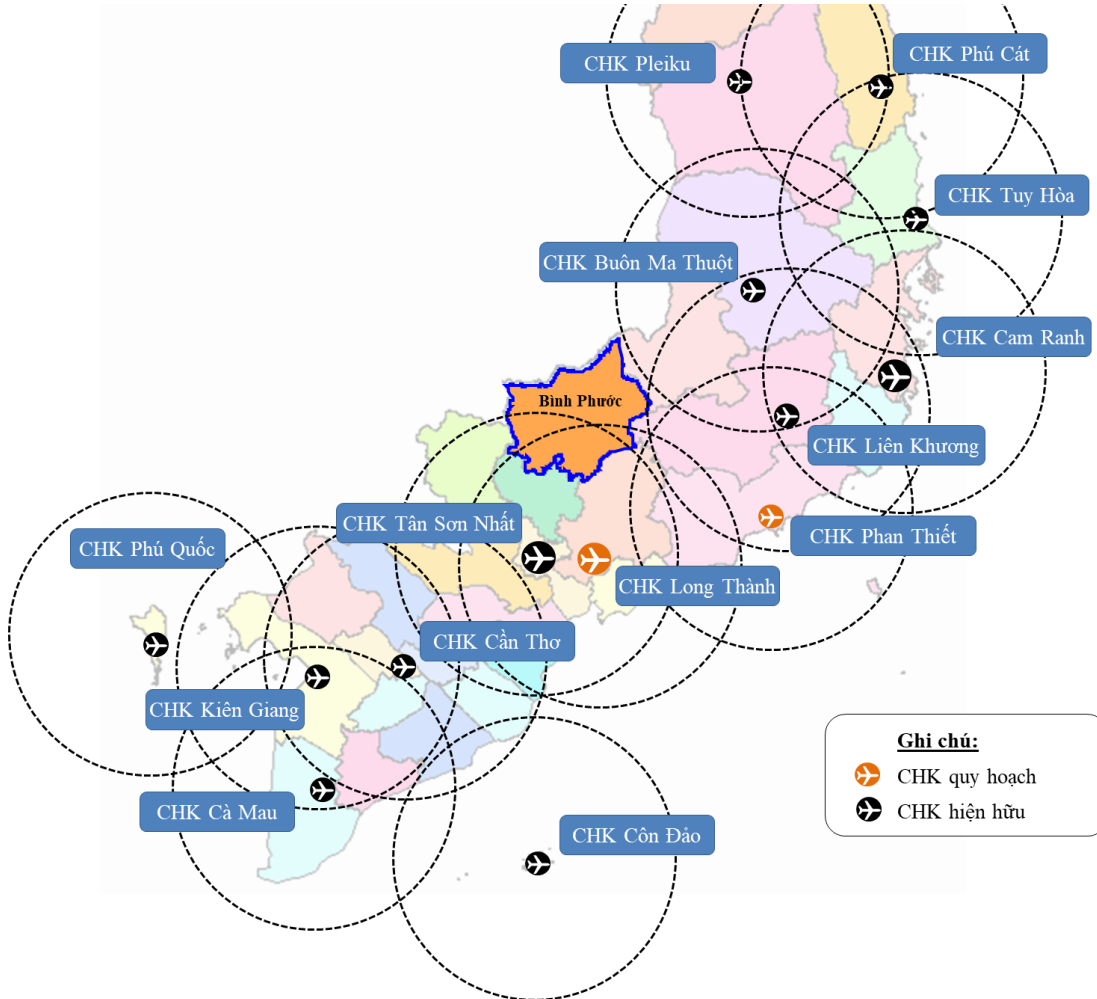 CHK Pleiku
CHK Phú Cát
CHK Tuy Hòa
CHK Buôn Ma Thuột
CHK Cam Ranh
Bình Phước
CHK Liên Khương
CHK Tân Sơn Nhất
CHK Phan Thiết
CHK Phú Quốc
CHK Long Thành
CHK Cần Thơ
CHK Kiên Giang
Ghi chú:
CHK quy hoạch
CHK hiện hữu
CHK Cà Mau
CHK Côn Đảo